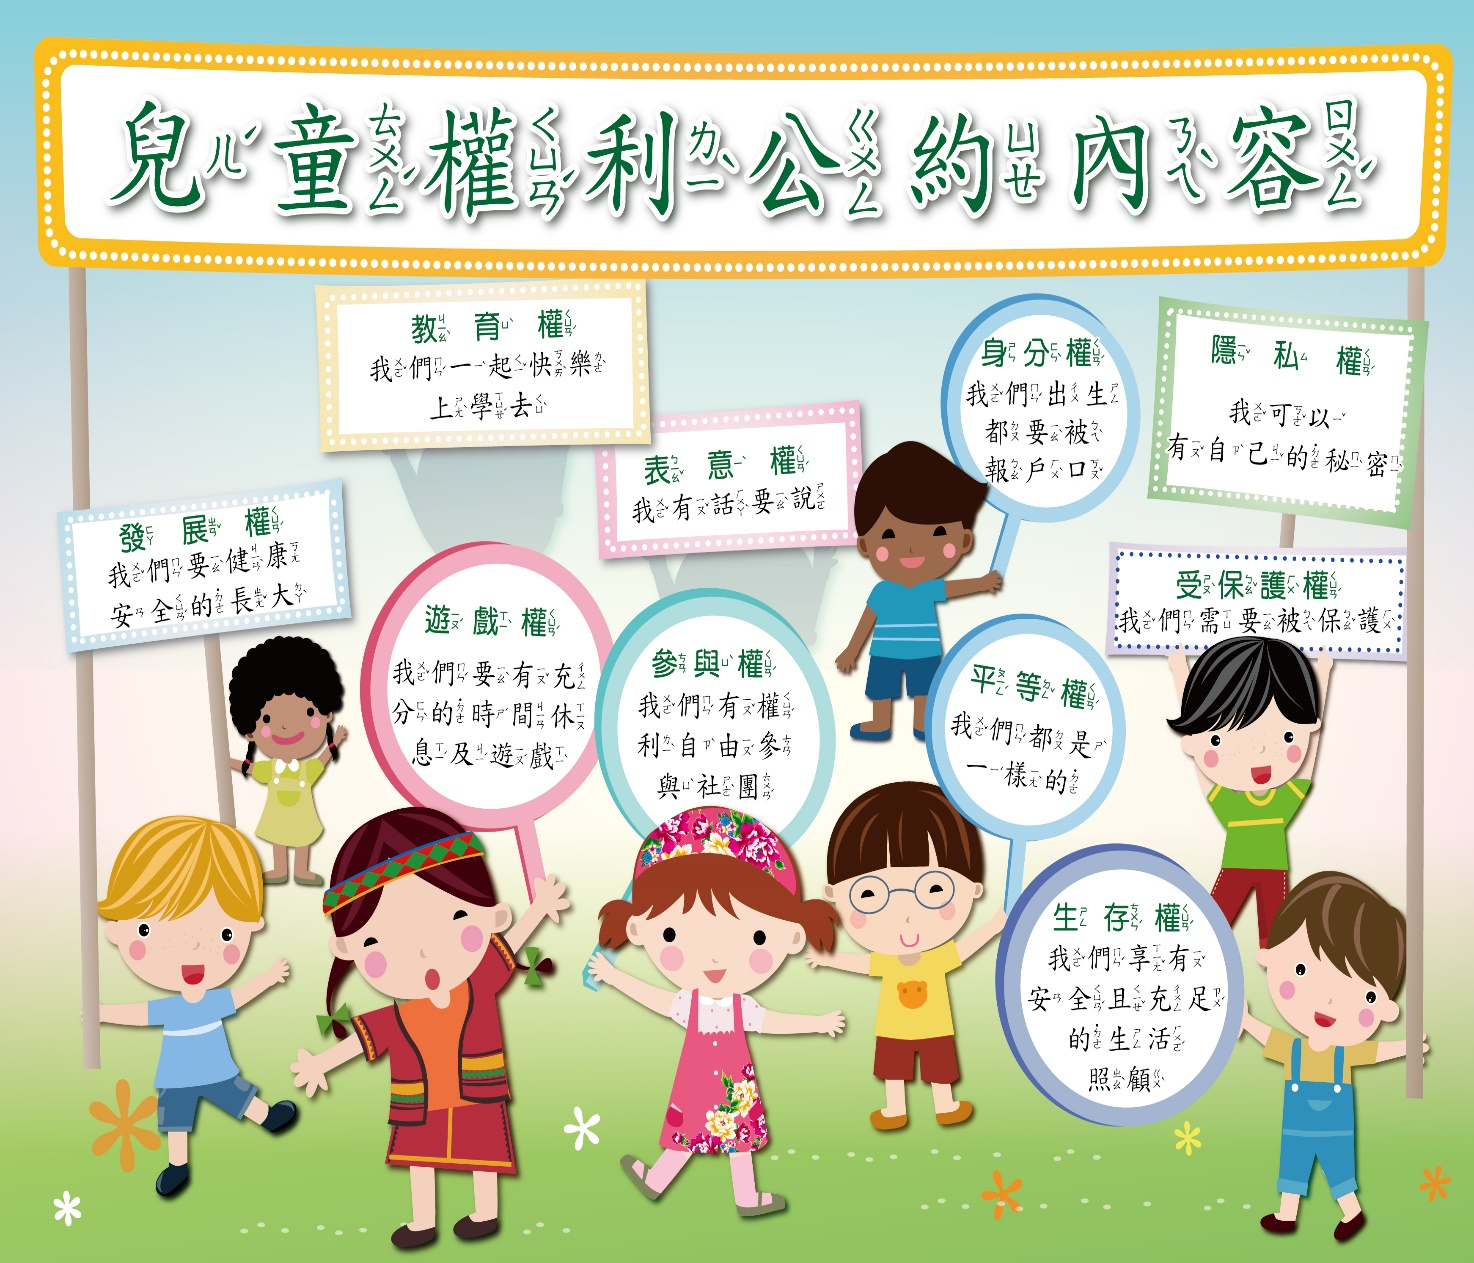 兒童權利公約內容
教育權
我們一起快樂
上學去
身分權
我們出生
都要被
報戶口
隱私權
我可以
有自己的秘密
表意權
我有話要說
發展權
我們要健康
安全的長大
遊戲權
我們要有充
分的時間休
息及遊戲
參與權
我們有權
利自由參
與社團
平等權
我們都是
一樣的
受保護權
我們需要被保護
生存權
我們享有
安全且充足
的生活
照顧